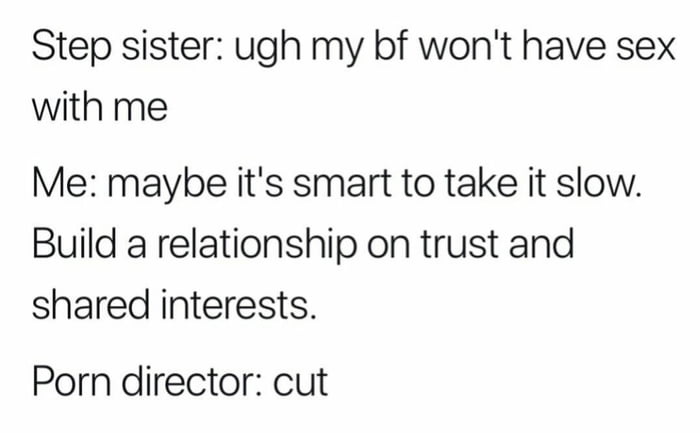 Step sister: ugh my bf won't have sex
with me
Me: maybe it's smart to take it slow.
Build a relationship on trust and
shared interests.
Porn director: cut